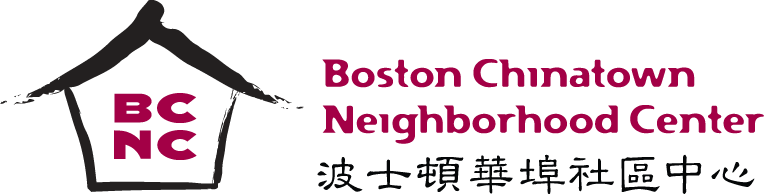 BC
NC
Boston Chinatown
Neighborhood Center
波士頓華埠社區中心